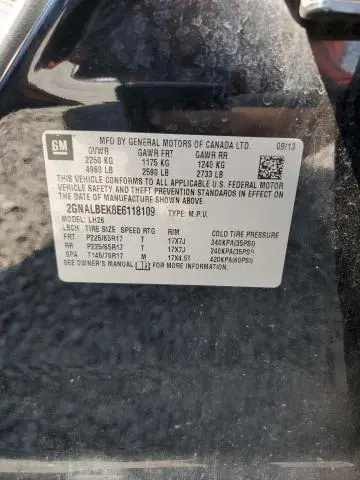 GM
MFD BY GENERAL MOTORS OF CANADA LTD. 09/13
GVWR GAWR FRT GAWR RR
2250 KG 1175 KG 1240 KG
4960 LB 2590 LB 2733 LB
THIS VEHICLE CONFORMS TO ALL APPLICABLE U.S. FEDERAL MOTOR
VEHICLE SAFETY, BUMPER, AND THEFT PREVENTION STANDARDS IN EFFECT ON THE
DATE OF MANUFACTURE SHOWN ABOVE.
2GNALBEK8E6118109 TYPE: M.P.V.
MODEL: LH26
LBCH TIRE SIZE SPEED RTG RIM COLD TIRE PRESSURE
FRT P225/65R17 T 17X7J 240KPA(35PSI)
RR P225/65R17 T 17X7J 240KPA(35PSI)
SPA T145/70R17 M 17X4.5T 420KPA(60PSI)
SEE OWNER'S MANUAL